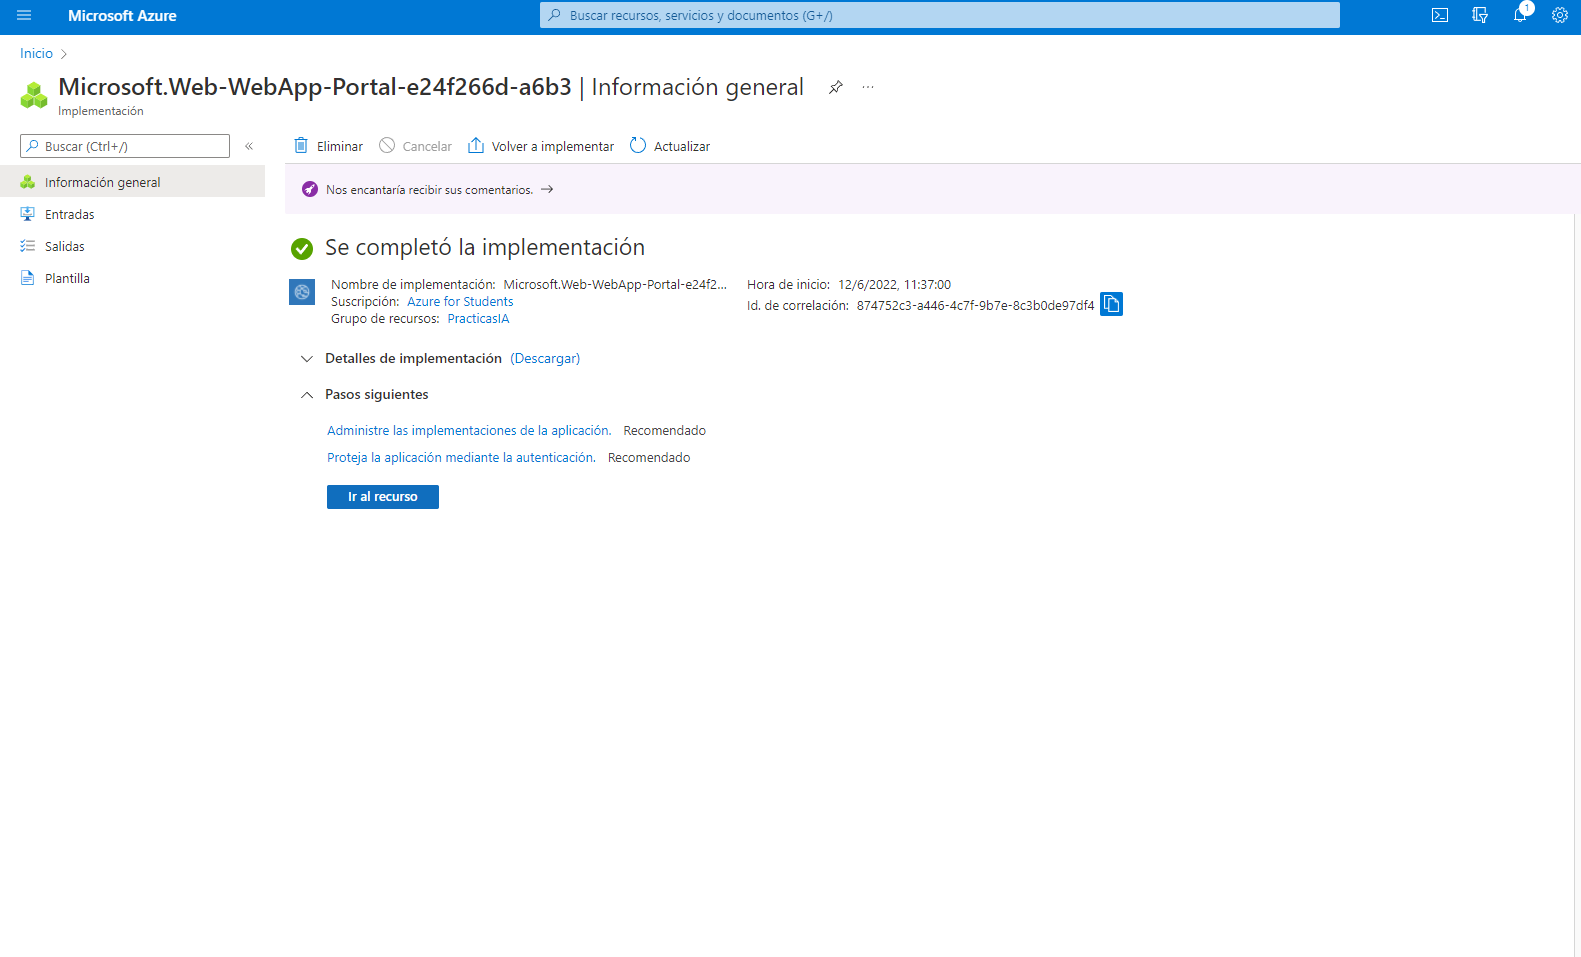 Microsoft Azure
Buscar recursos, servicios y documentos (G+/)
1
Inicio
Microsoft.Web-WebApp-Portal-e24f266d-a6b3 | Información general
...
Implementación
Buscar (Ctrl+/)
«
Eliminar
Cancelar
Volver a implementar
Actualizar
Información general
Entradas
Salidas
Plantilla
Nos encantaría recibir sus comentarios. →
Se completó la implementación
Nombre de implementación: Microsoft.Web-WebApp-Portal-e24f2...
Suscripción: Azure for Students
Grupo de recursos: PracticasIA
Hora de inicio: 12/6/2022, 11:37:00
Id. de correlación: 874752c3-a446-4c7f-9b7e-8c3b0de97df4
Detalles de implementación (Descargar)
Pasos siguientes
Administre las implementaciones de la aplicación. Recomendado
Proteja la aplicación mediante la autenticación. Recomendado
Ir al recurso